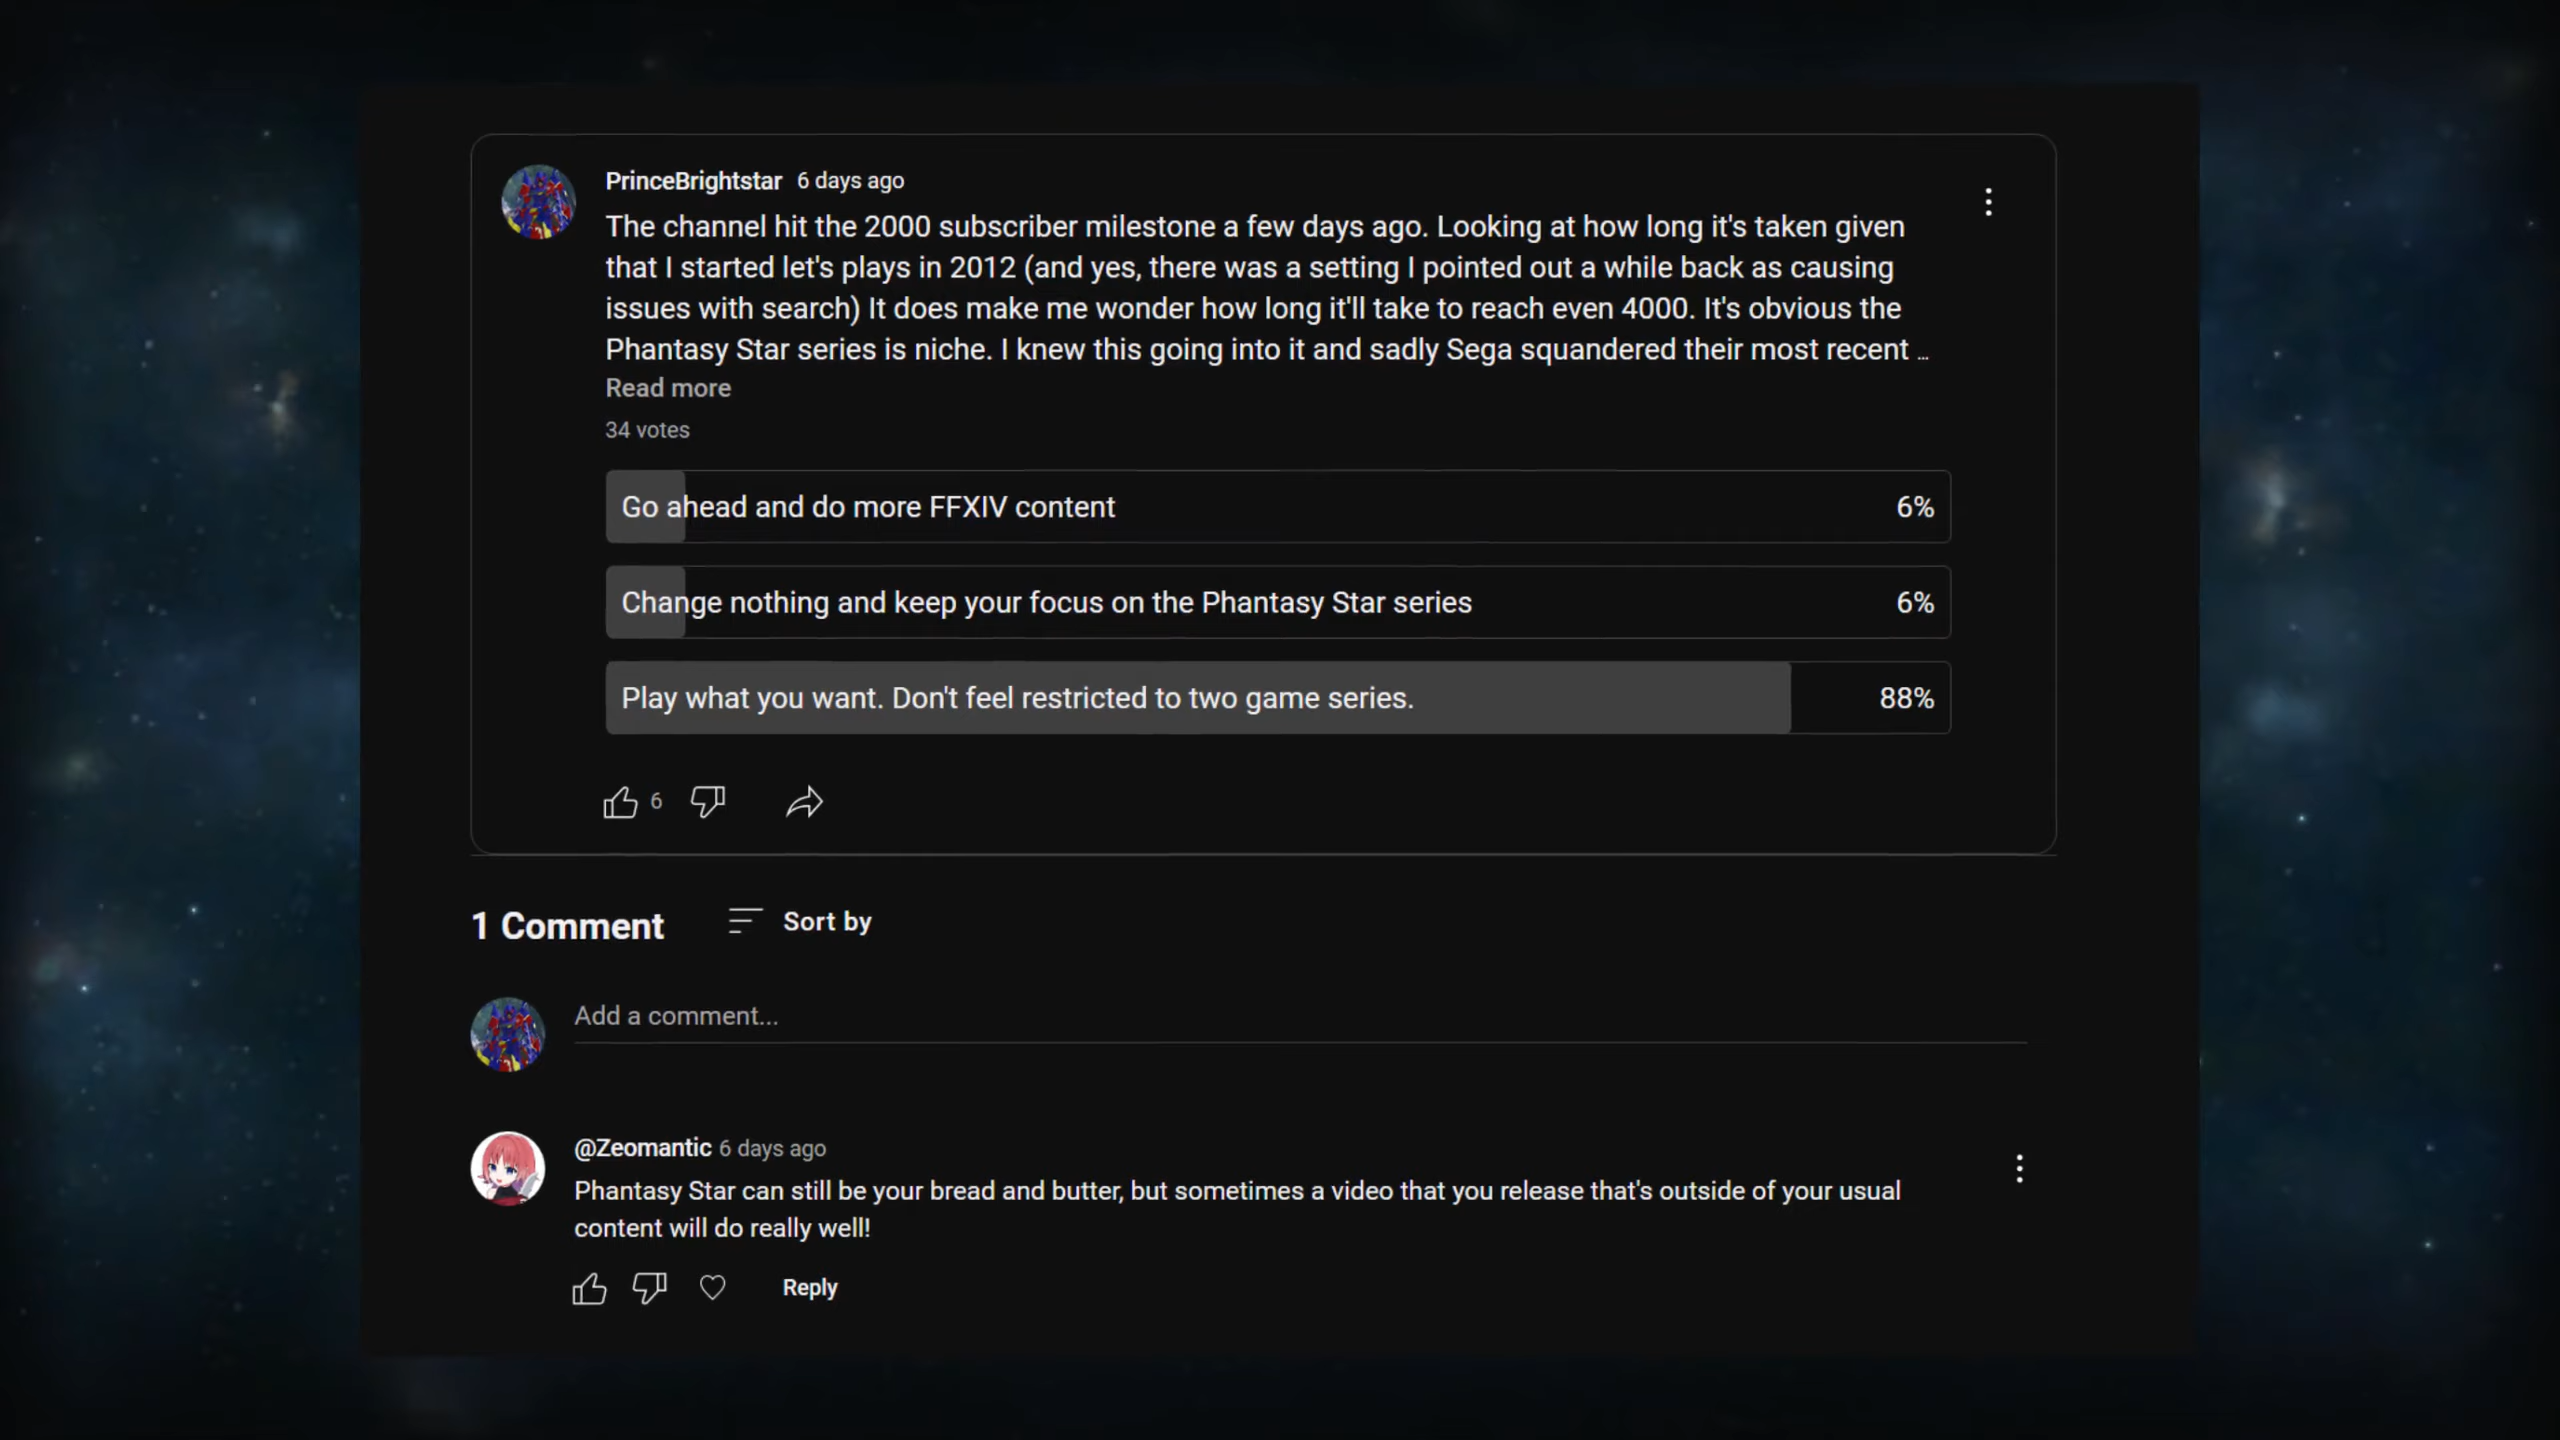 PrinceBrightstar 6 days ago
The channel hit the 2000 subscriber milestone a few days ago. Looking at how long it's taken given
that I started let's plays in 2012 (and yes, there was a setting I pointed out a while back as causing
issues with search) It does make me wonder how long it'll take to reach even 4000. It's obvious the
Phantasy Star series is niche. I knew this going into it and sadly Sega squandered their most recent ...
Read more
34 votes
Go ahead and do more FFXIV content 6%
Change nothing and keep your focus on the Phantasy Star series 6%
Play what you want. Don't feel restricted to two game series. 88%
6
1 Comment Sort by
Add a comment...
@Zeomantic 6 days ago
Phantasy Star can still be your bread and butter, but sometimes a video that you release that's outside of your usual
content will do really well!
Reply